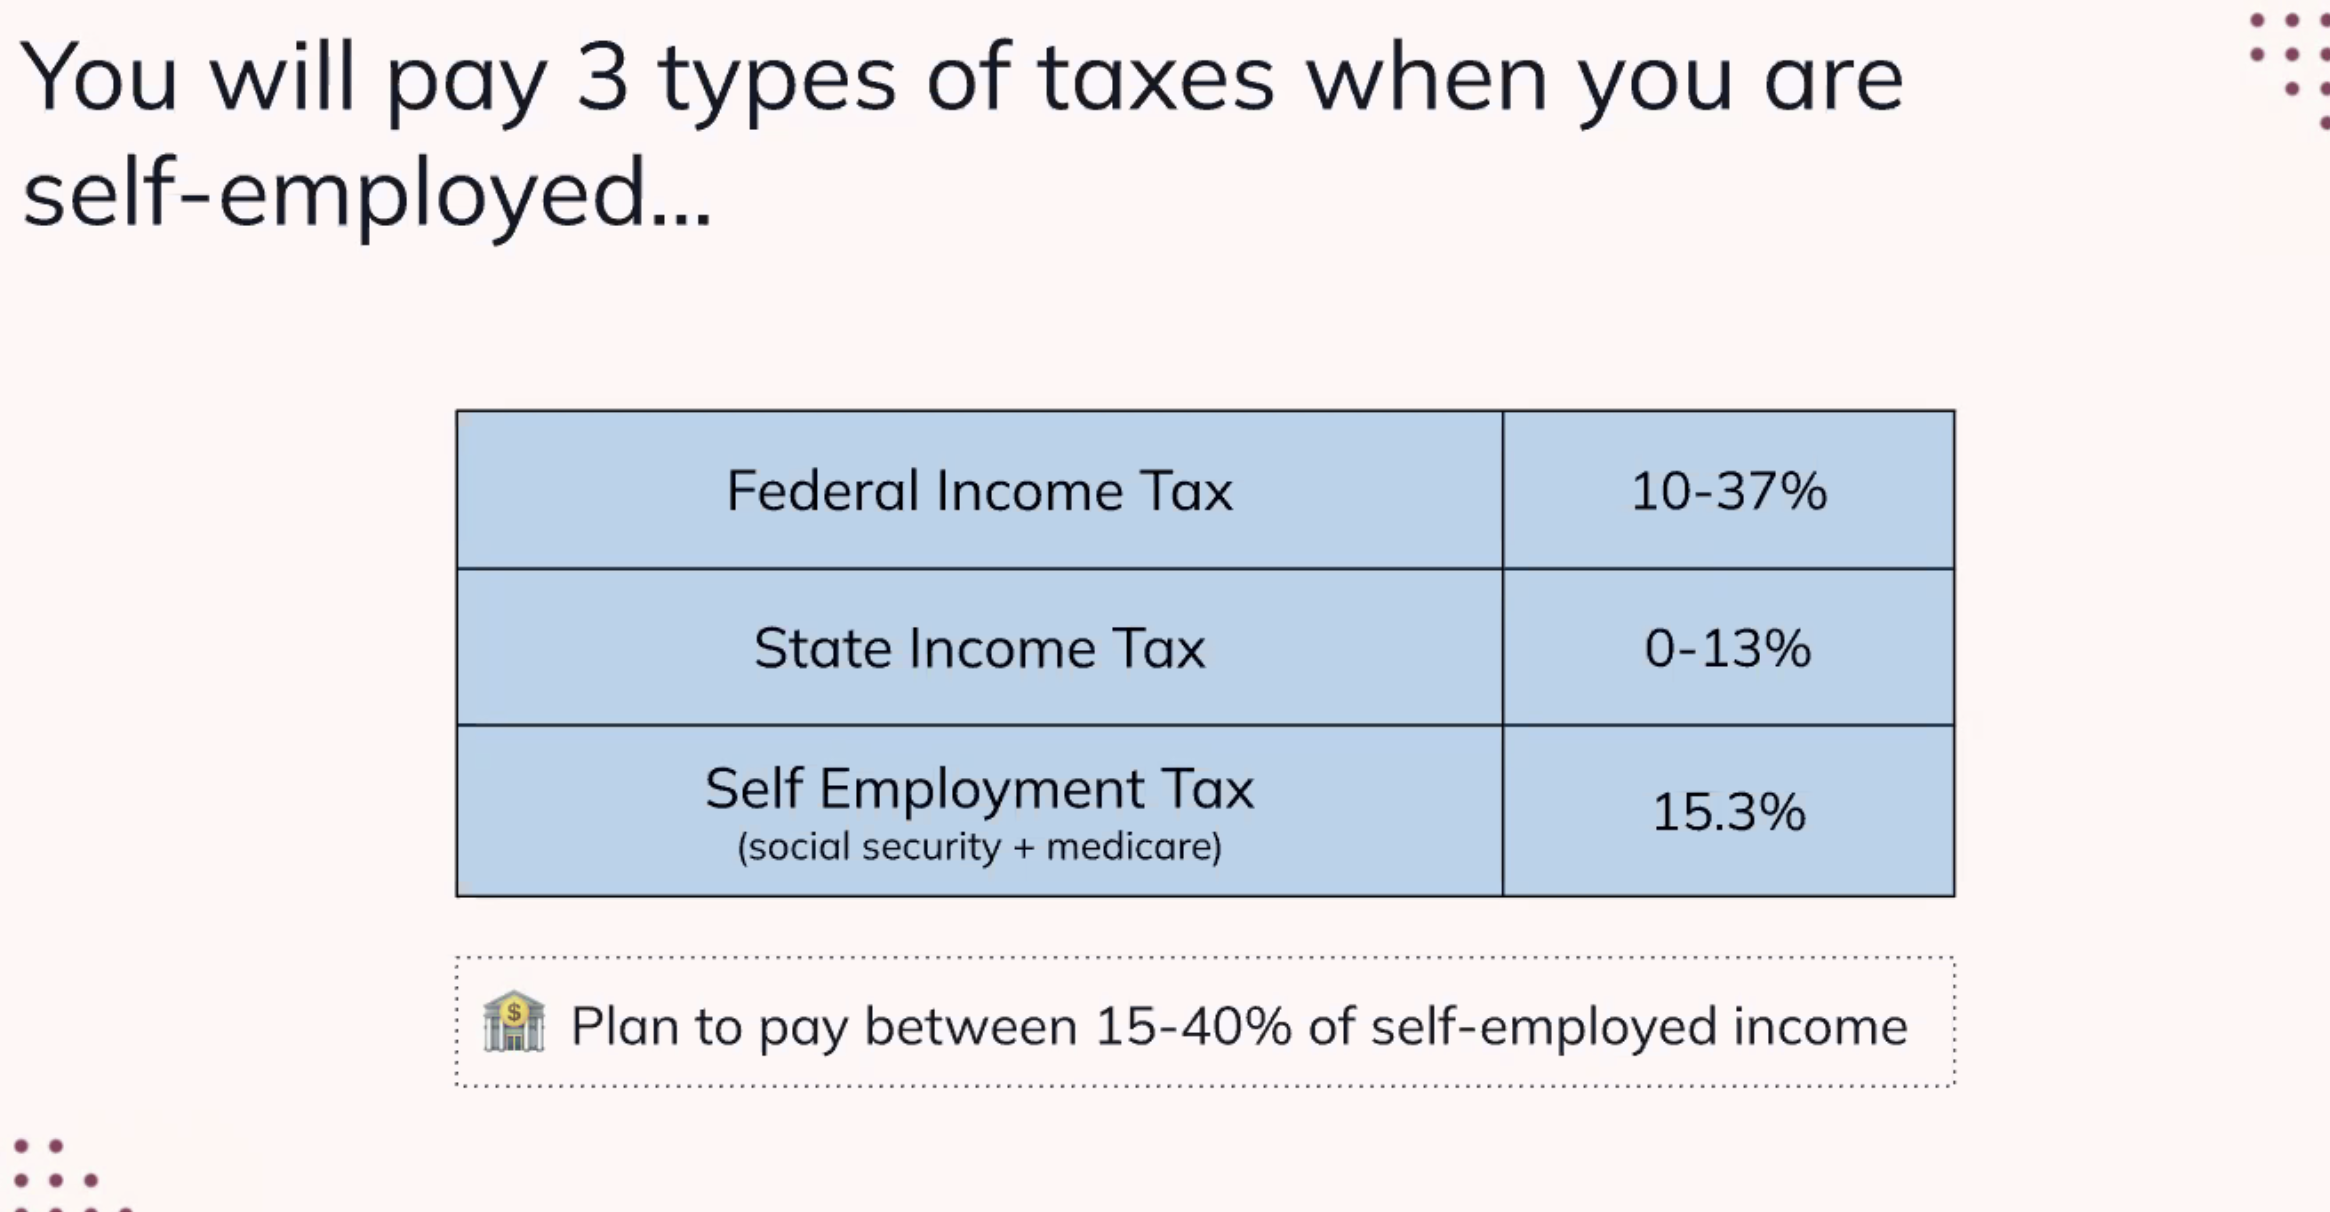 You will pay 3 types of taxes when you are
self-employed...
Federal Income Tax 10-37%
State Income Tax 0-13%
Self Employment Tax
(social security + medicare) 15.3%
$ Plan to pay between 15-40% of self-employed income